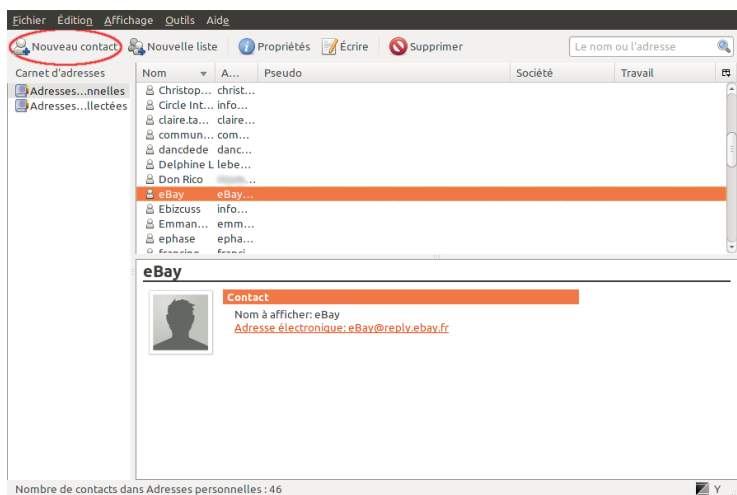 Fichier Édition Affichage Outils Aide
Nouveau contact Nouvelle liste Propriétés Écrire Supprimer Le nom ou l'adresse
Carnet d'adresses Nom A... Pseudo Société Travail
Adresses...nnelles Christop... christ...
Adresses...llectées Circle Int... info...
claire.ta... claire...
commun... com...
dancdede danc...
Delphine L lebe...
Don Rico
eBay eBay...
Ebizcuss info...
Emman... emm...
ephase epha...
francine franci
eBay
Contact
Nom à afficher: eBay
Adresse électronique: eBay@reply.ebay.fr
Nombre de contacts dans Adresses personnelles : 46 Y